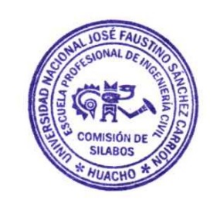 UNIVERSIDAD NACIONAL JOSÉ FAUSTINO SÁNCHEZ CARRIÓN
ESCUELA PROFESIONAL DE INGENIERÍA CIVIL
COMISIÓN DE
SILABOS
* HUACHO *